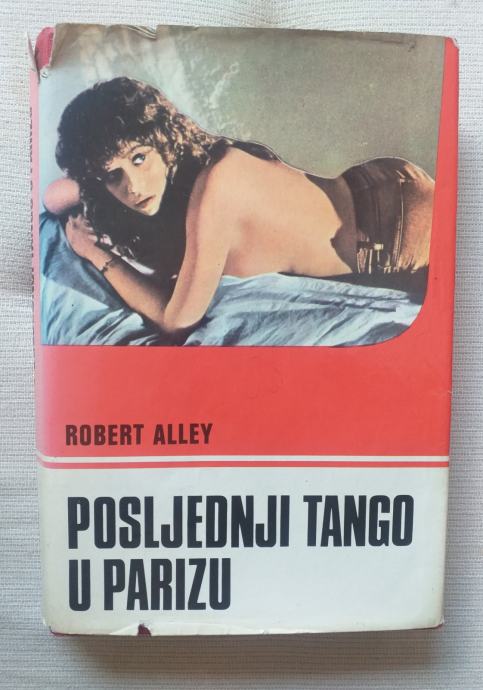 ROBERT ALLEY
POSLJEDNJI TANGO
U PARIZU